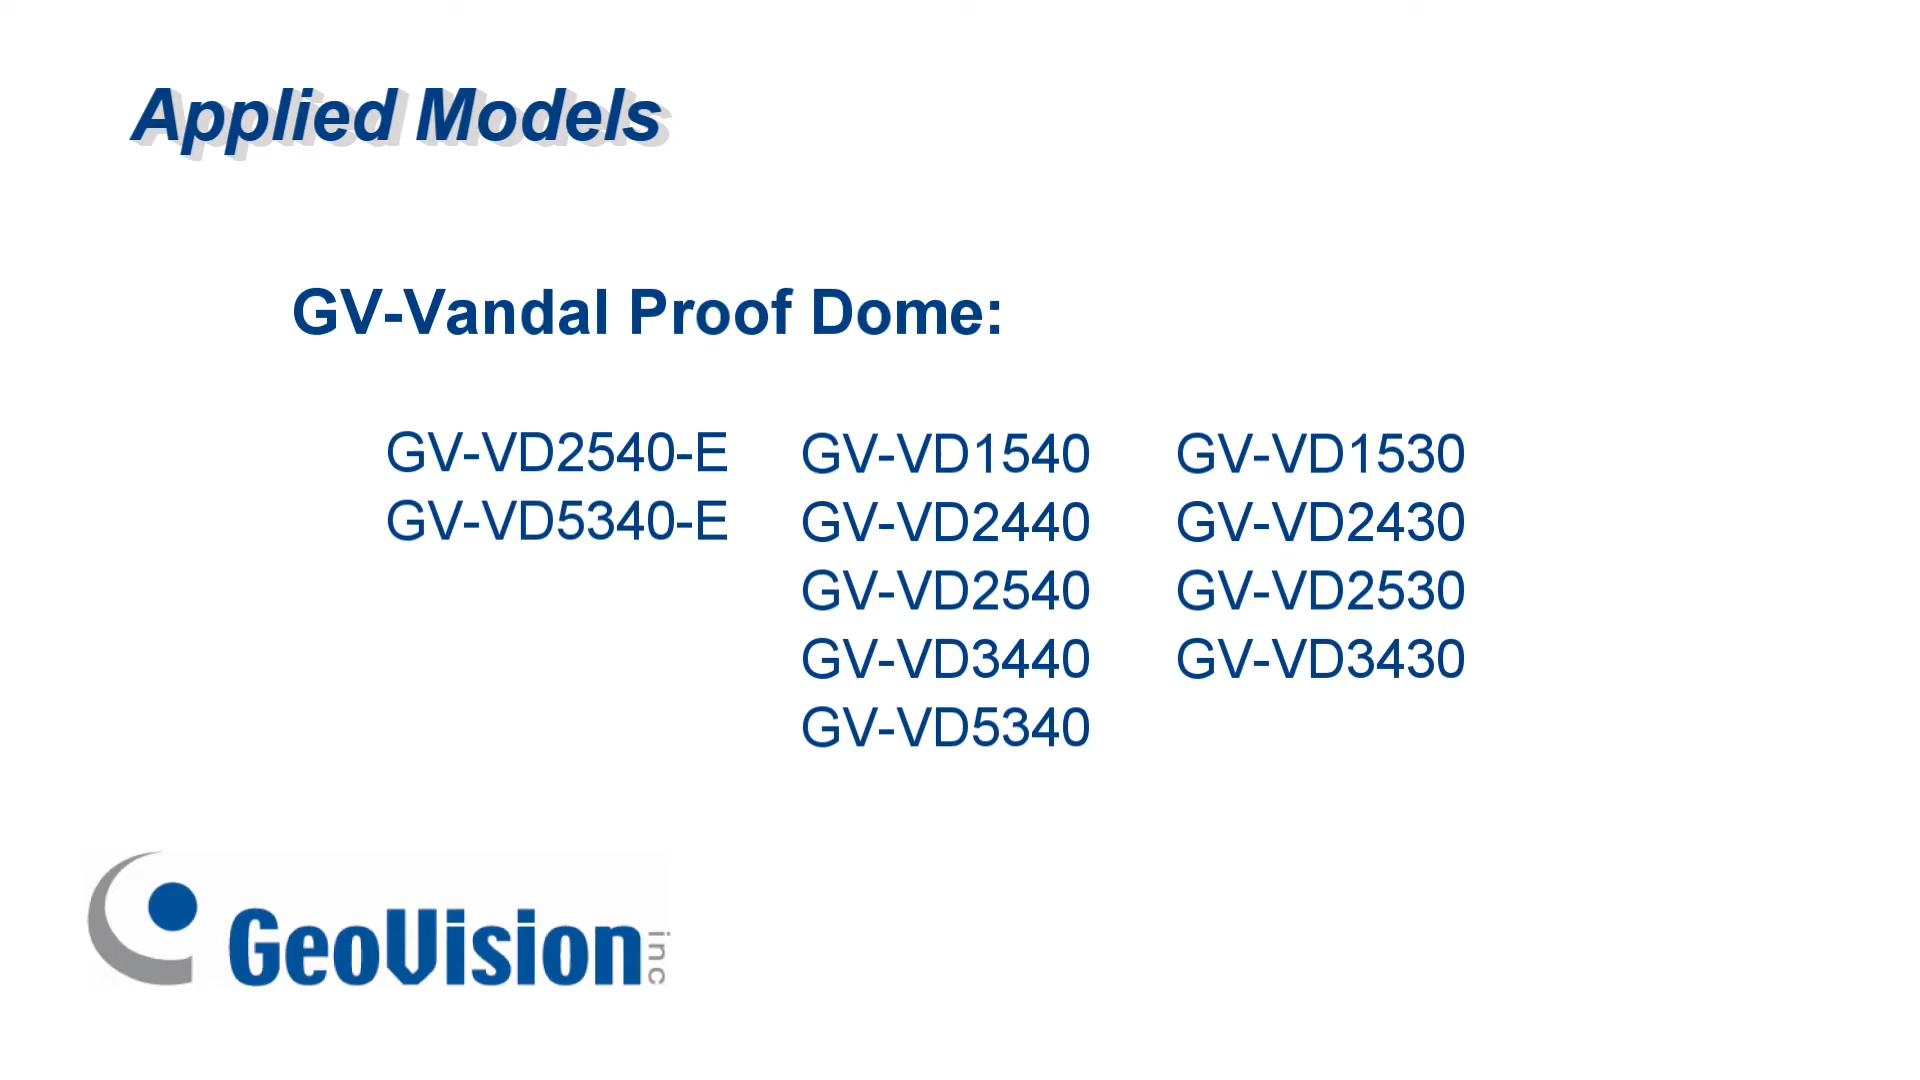 Applied Models
GV-Vandal Proof Dome:
GV-VD2540-E GV-VD1540 GV-VD1530
GV-VD5340-E GV-VD2440 GV-VD2430
GV-VD2540 GV-VD2530
GV-VD3440 GV-VD3430
GV-VD5340
GeoVision inc